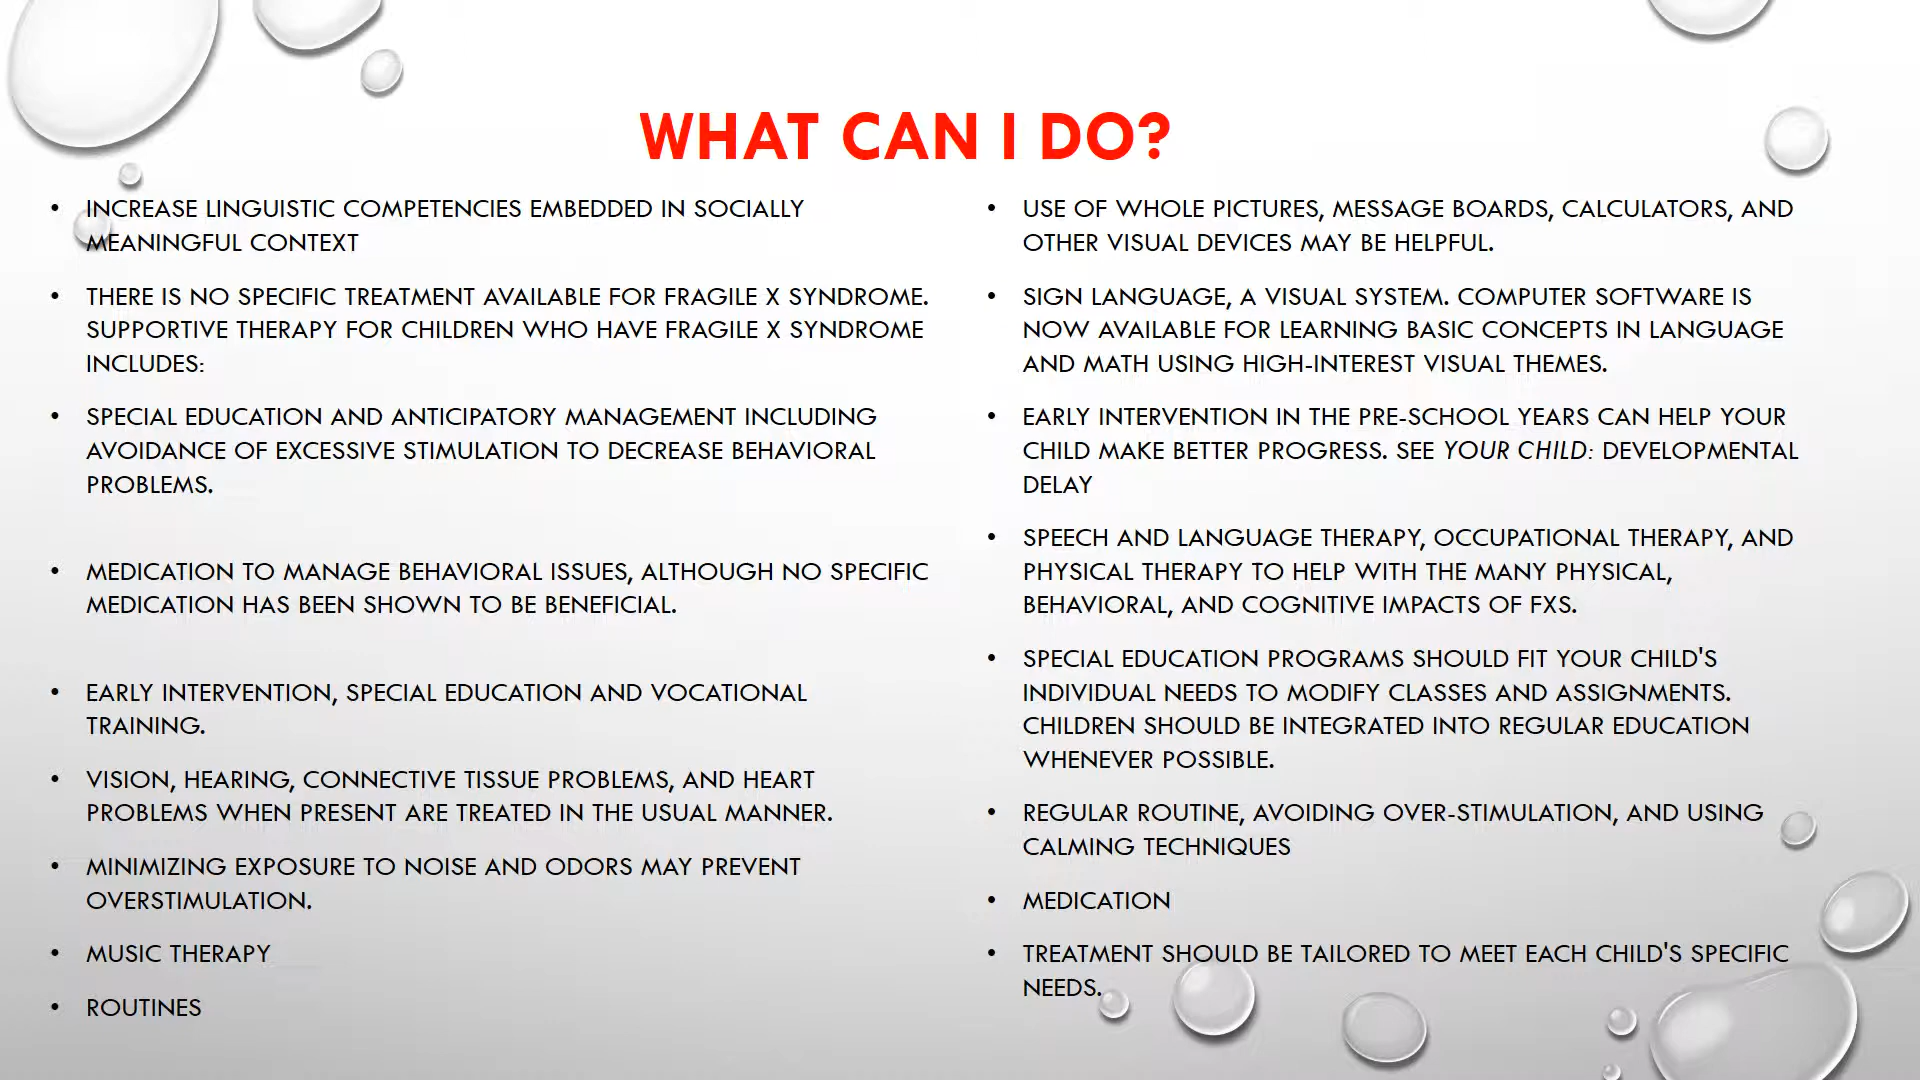 WHAT CAN I DO?
• INCREASE LINGUISTIC COMPETENCIES EMBEDDED IN SOCIALLY
MEANINGFUL CONTEXT
• THERE IS NO SPECIFIC TREATMENT AVAILABLE FOR FRAGILE X SYNDROME.
SUPPORTIVE THERAPY FOR CHILDREN WHO HAVE FRAGILE X SYNDROME
INCLUDES:
• SPECIAL EDUCATION AND ANTICIPATORY MANAGEMENT INCLUDING
AVOIDANCE OF EXCESSIVE STIMULATION TO DECREASE BEHAVIORAL
PROBLEMS.
• MEDICATION TO MANAGE BEHAVIORAL ISSUES, ALTHOUGH NO SPECIFIC
MEDICATION HAS BEEN SHOWN TO BE BENEFICIAL.
• EARLY INTERVENTION, SPECIAL EDUCATION AND VOCATIONAL
TRAINING.
• VISION, HEARING, CONNECTIVE TISSUE PROBLEMS, AND HEART
PROBLEMS WHEN PRESENT ARE TREATED IN THE USUAL MANNER.
• MINIMIZING EXPOSURE TO NOISE AND ODORS MAY PREVENT
OVERSTIMULATION.
• MUSIC THERAPY
• ROUTINES
• USE OF WHOLE PICTURES, MESSAGE BOARDS, CALCULATORS, AND
OTHER VISUAL DEVICES MAY BE HELPFUL.
• SIGN LANGUAGE, A VISUAL SYSTEM. COMPUTER SOFTWARE IS
NOW AVAILABLE FOR LEARNING BASIC CONCEPTS IN LANGUAGE
AND MATH USING HIGH-INTEREST VISUAL THEMES.
• EARLY INTERVENTION IN THE PRE-SCHOOL YEARS CAN HELP YOUR
CHILD MAKE BETTER PROGRESS. SEE YOUR CHILD: DEVELOPMENTAL
DELAY
• SPEECH AND LANGUAGE THERAPY, OCCUPATIONAL THERAPY, AND
PHYSICAL THERAPY TO HELP WITH THE MANY PHYSICAL,
BEHAVIORAL, AND COGNITIVE IMPACTS OF FXS.
• SPECIAL EDUCATION PROGRAMS SHOULD FIT YOUR CHILD'S
INDIVIDUAL NEEDS TO MODIFY CLASSES AND ASSIGNMENTS.
CHILDREN SHOULD BE INTEGRATED INTO REGULAR EDUCATION
WHENEVER POSSIBLE.
• REGULAR ROUTINE, AVOIDING OVER-STIMULATION, AND USING
CALMING TECHNIQUES
• MEDICATION
• TREATMENT SHOULD BE TAILORED TO MEET EACH CHILD'S SPECIFIC
NEEDS.